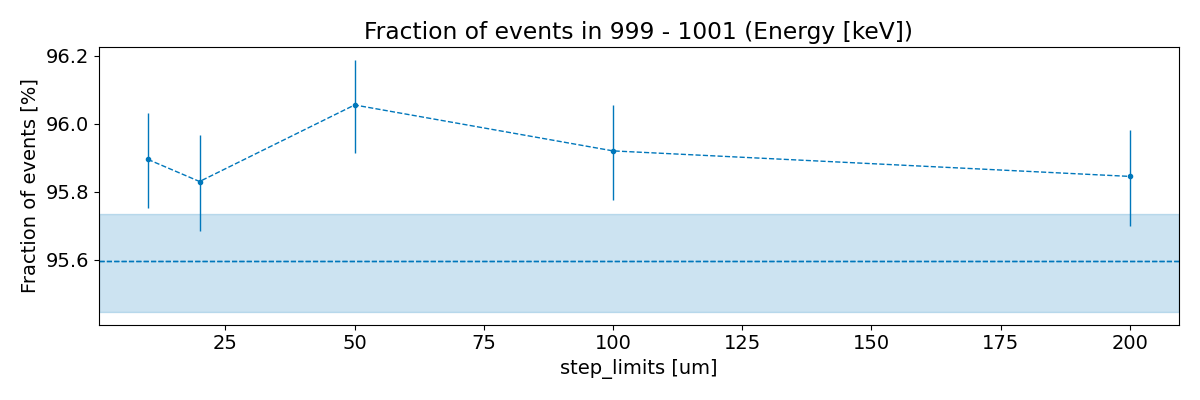 Fraction of events in 999 - 1001 (Energy [keV])
Fraction of events [%]
96.2
96.0
95.8
95.6
25 50 75 100 125 150 175 200
step_limits [um]